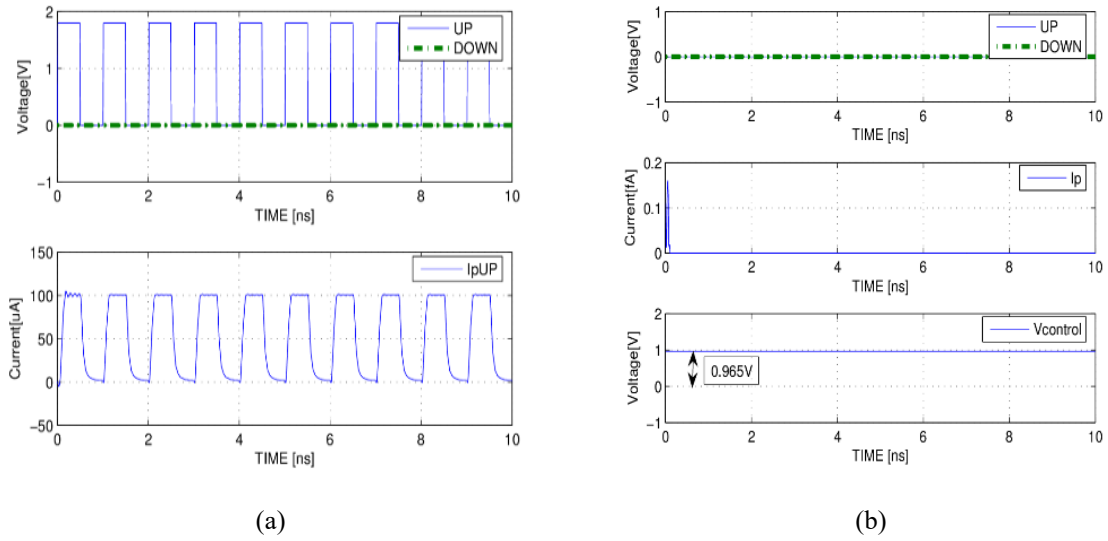 2
1
0
−1
Voltage[V]
0
2
4
6
8
10
TIME [ns]
UP
DOWN
150
100
50
0
−50
Current[uA]
0
2
4
6
8
10
TIME [ns]
IpUP
(a)
1
0
−1
Voltage[V]
0
2
4
6
8
10
TIME [ns]
UP
DOWN
0.2
0.1
0
Current[fA]
0
2
4
6
8
10
TIME [ns]
Ip
2
1
0
−1
Voltage[V]
0.965V
0
2
4
6
8
10
TIME [ns]
Vcontrol
(b)